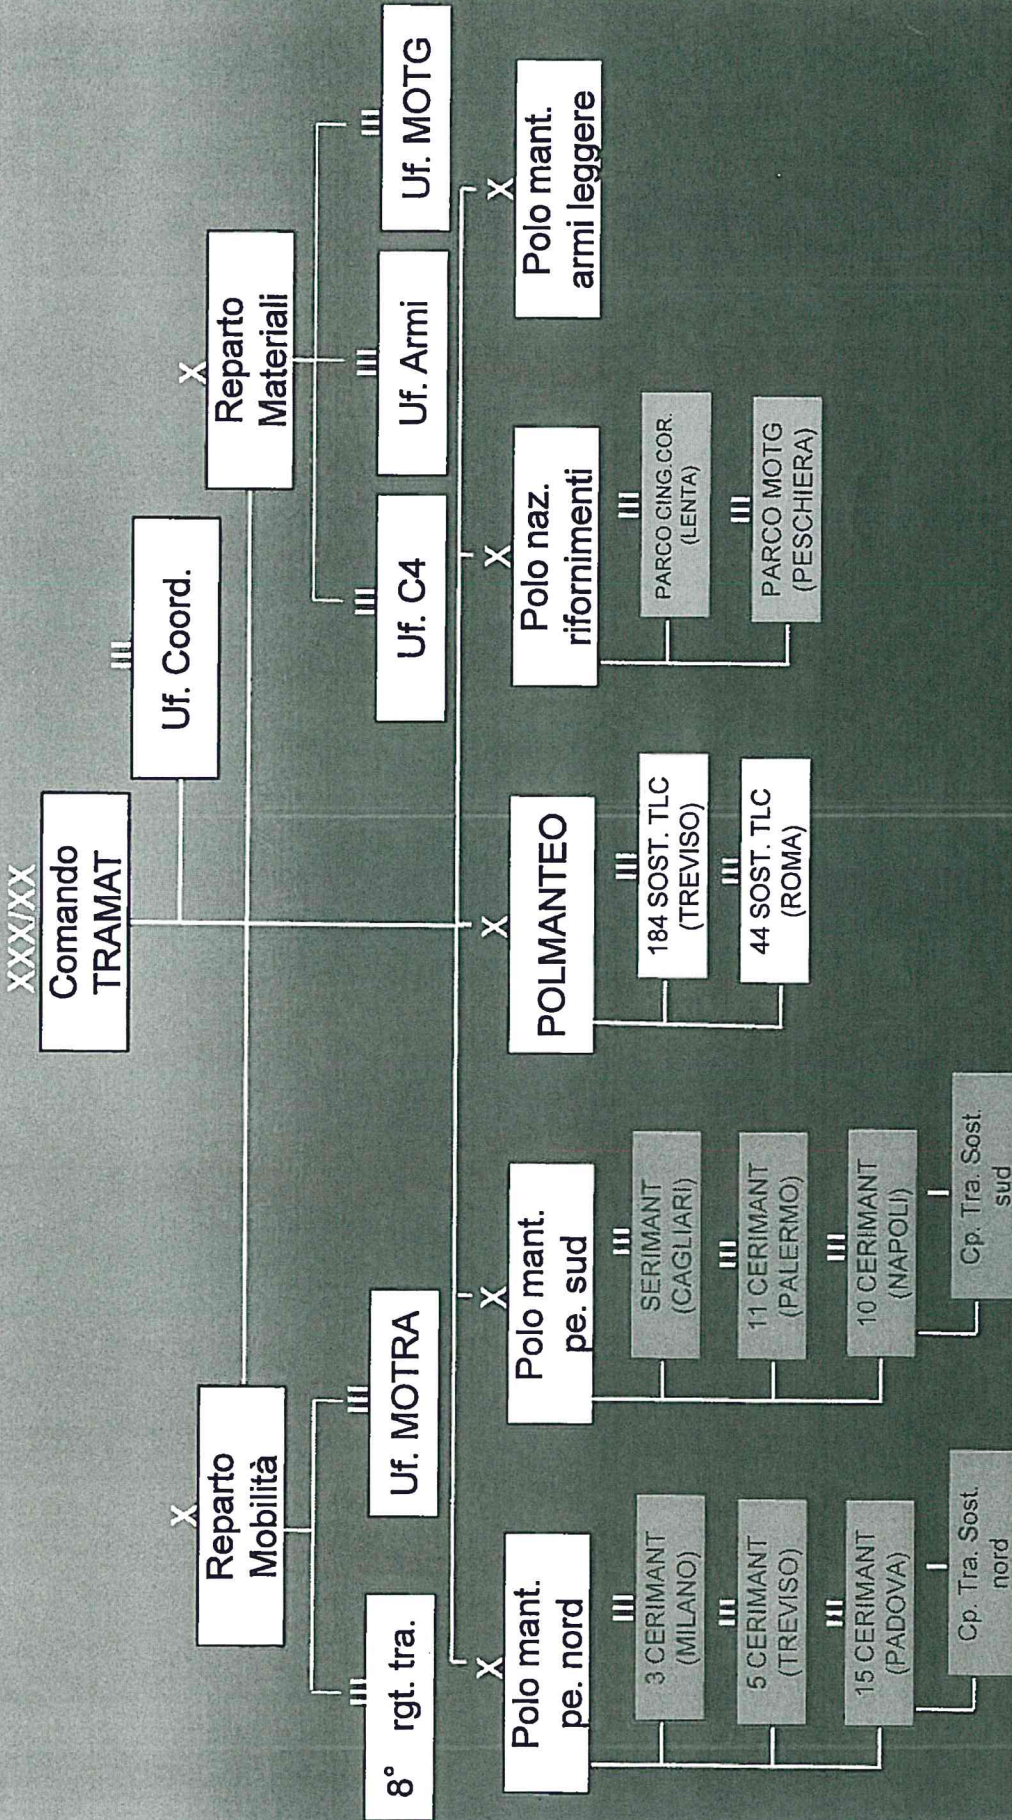 XXX/XX
Comando
TRAMAT
III
Uf. Coord.
X
Reparto
Mobilità
X
Reparto
Materiali
III
8° rgt. tra.
III
Uf. MOTRA
III
Uf. C4
III
Uf. Armi
III
Uf. MOTG
X
Polo mant.
pe. nord
X
Polo mant.
pe. sud
X
POLMANTEO
X
Polo naz.
rifornimenti
X
Polo mant.
armi leggere
III
3 CERIMANT
(MILANO)
III
5 CERIMANT
(TREVISO)
III
15 CERIMANT
(PADOVA)
I
Cp. Tra. Sost.
nord
III
SERIMANT
(CAGLIARI)
III
11 CERIMANT
(PALERMO)
III
10 CERIMANT
(NAPOLI)
I
Cp. Tra. Sost.
sud
III
184 SOST. TLC
(TREVISO)
III
44 SOST. TLC
(ROMA)
III
PARCO CING.COR.
(LENTA)
III
PARCO MOTG
(PESCHIERA)